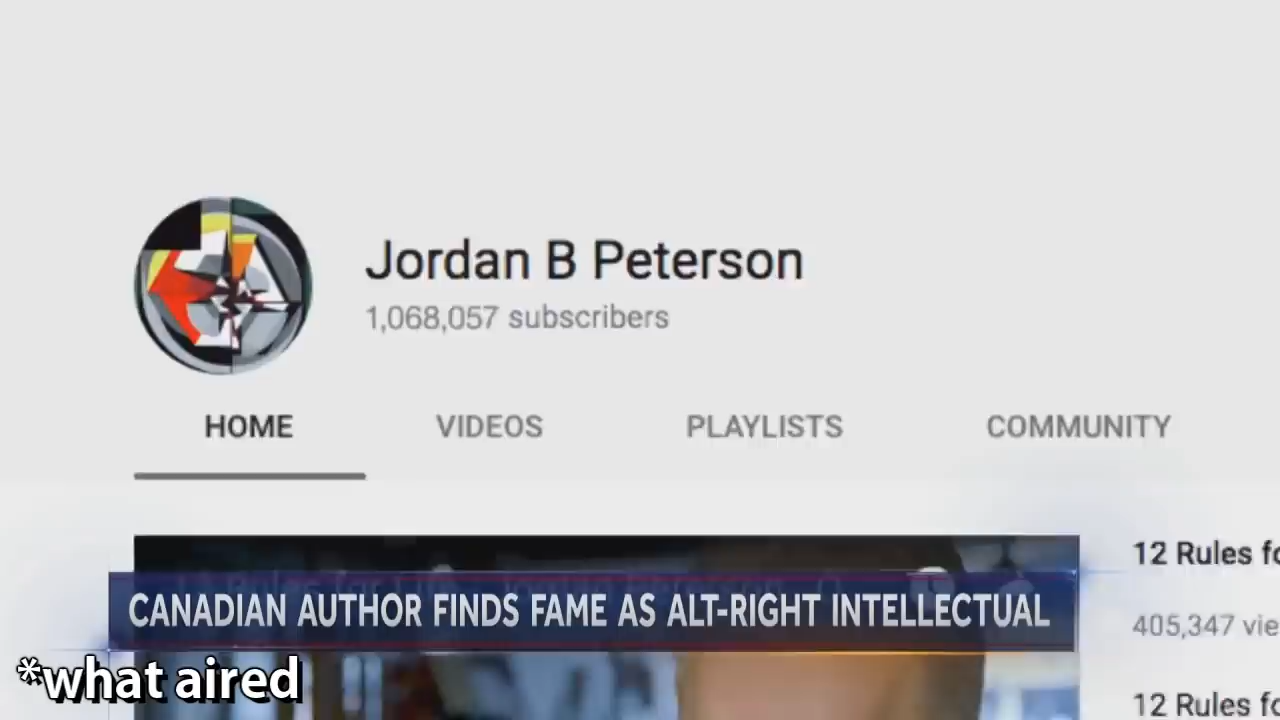 Jordan B Peterson
1,068,057 subscribers
HOME VIDEOS PLAYLISTS COMMUNITY
12 Rules fo
CANADIAN AUTHOR FINDS FAME AS ALT-RIGHT INTELLECTUAL
405,347 vie
*what aired
12 Rules fo